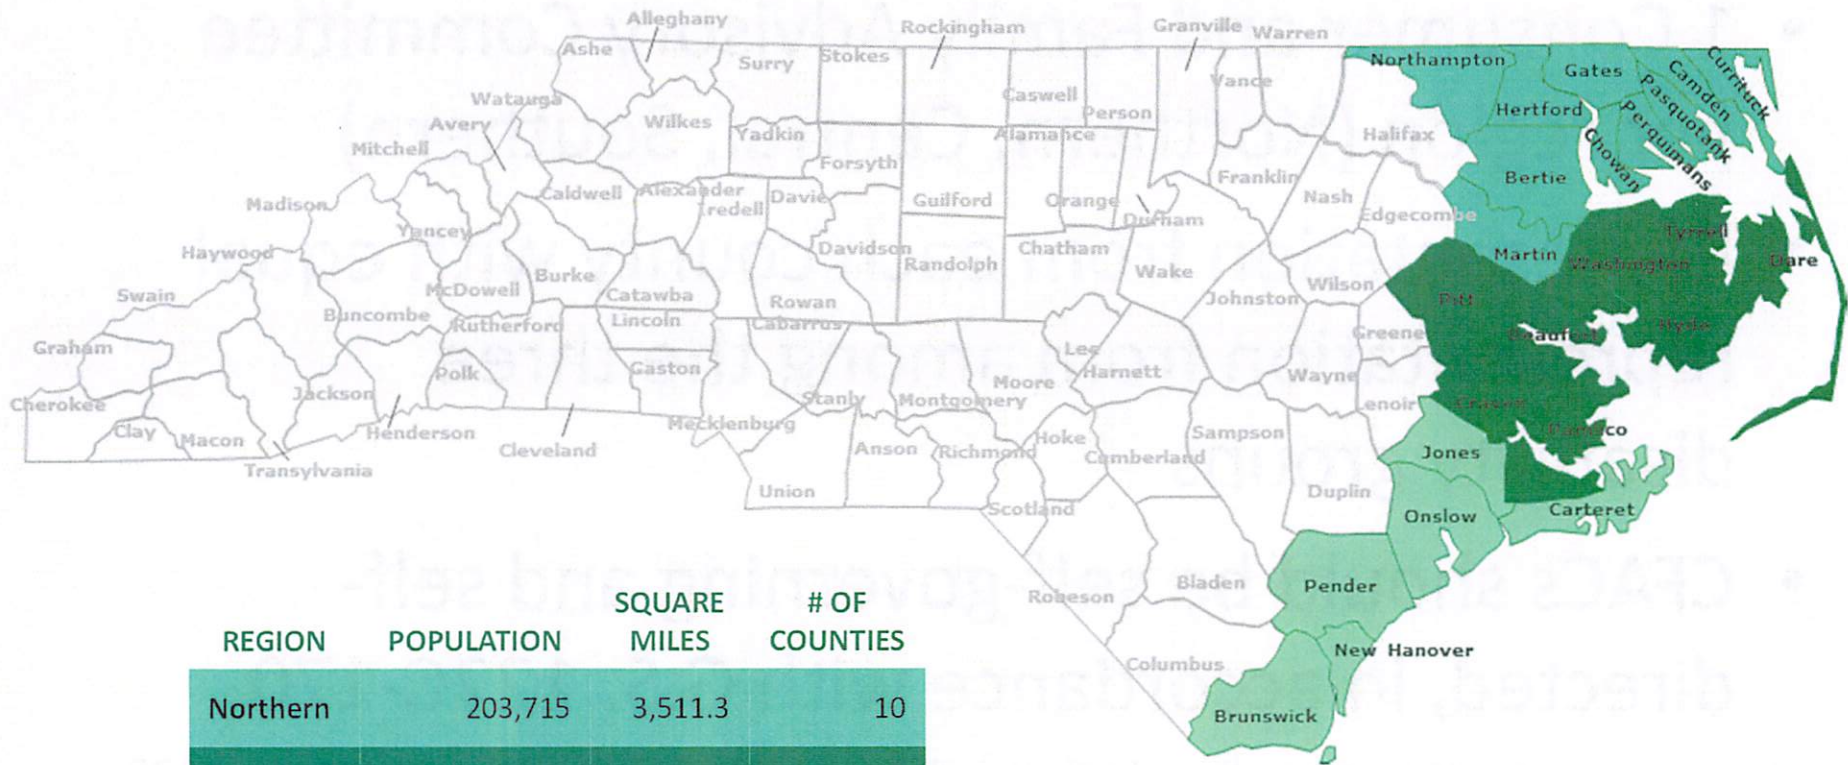 Alleghany
Ashe
Rockingham
Granville
Warren
Surry
Stokes
Northampton
Gates
Camden
Currituck
Pasquotank
Perquimans
Chowan
Hertford
Vance
Caswell
Person
Watauga
Wilkes
Avery
Yadkin
Alamance
Halifax
Mitchell
Forsyth
Franklin
Bertie
Caldwell
Alexander
Iredell
Davie
Guilford
Orange
Durham
Nash
Edgecombe
Madison
Yancey
Haywood
Davidson
Randolph
Chatham
Wake
Martin
Washington
Tyrrell
Dare
Burke
McDowell
Catawba
Rowan
Johnston
Wilson
Pitt
Swain
Buncombe
Rutherford
Lincoln
Cabarrus
Greene
Beaufort
Hyde
Graham
Polk
Gaston
Lee
Harnett
Wayne
Moore
Cherokee
Jackson
Stanly
Montgomery
Lenoir
Craven
Clay
Macon
Henderson
Cleveland
Mecklenburg
Hoke
Sampson
Pamlico
Transylvania
Anson
Richmond
Cumberland
Jones
Union
Duplin
Scotland
Onslow
Carteret
Bladen
Pender
Robeson
New Hanover
Columbus
Brunswick
REGION POPULATION SQUARE MILES # OF COUNTIES
Northern 203,715 3,511.3 10